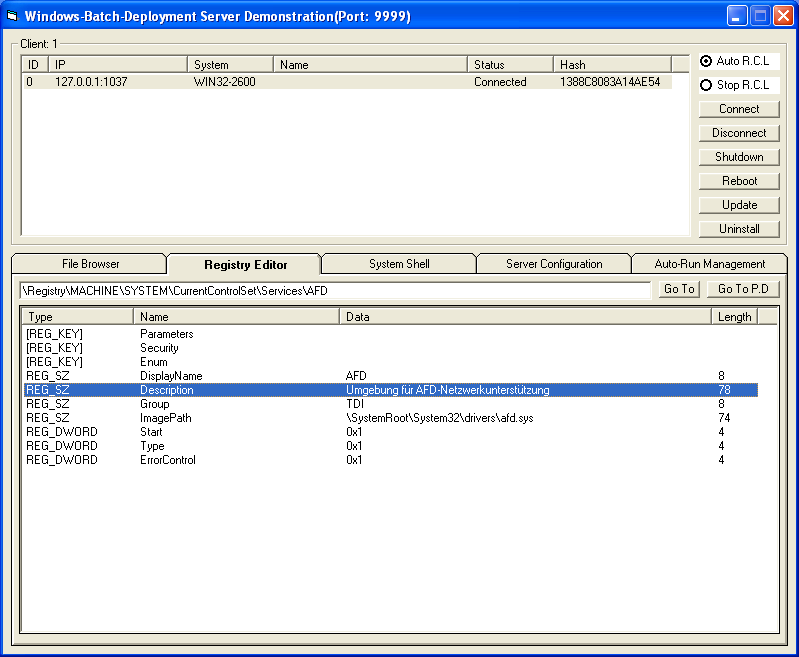 Windows-Batch-Deployment Server Demonstration(Port: 9999)
Client: 1
ID IP System Name Status Hash
0 127.0.0.1:1037 WIN32-2600 Connected 1388C8083A14AE54
Auto R.C.L
Stop R.C.L
Connect
Disconnect
Shutdown
Reboot
Update
Uninstall
File Browser Registry Editor System Shell Server Configuration Auto-Run Management
\Registry\MACHINE\SYSTEM\CurrentControlSet\Services\AFD Go To Go To P.D
Type Name Data Length
[REG_KEY] Parameters
[REG_KEY] Security
[REG_KEY] Enum
REG_SZ DisplayName AFD 8
REG_SZ Description Umgebung für AFD-Netzwerkunterstützung 78
REG_SZ Group TDI 8
REG_SZ ImagePath \SystemRoot\System32\drivers\afd.sys 74
REG_DWORD Start 0x1 4
REG_DWORD Type 0x1 4
REG_DWORD ErrorControl 0x1 4